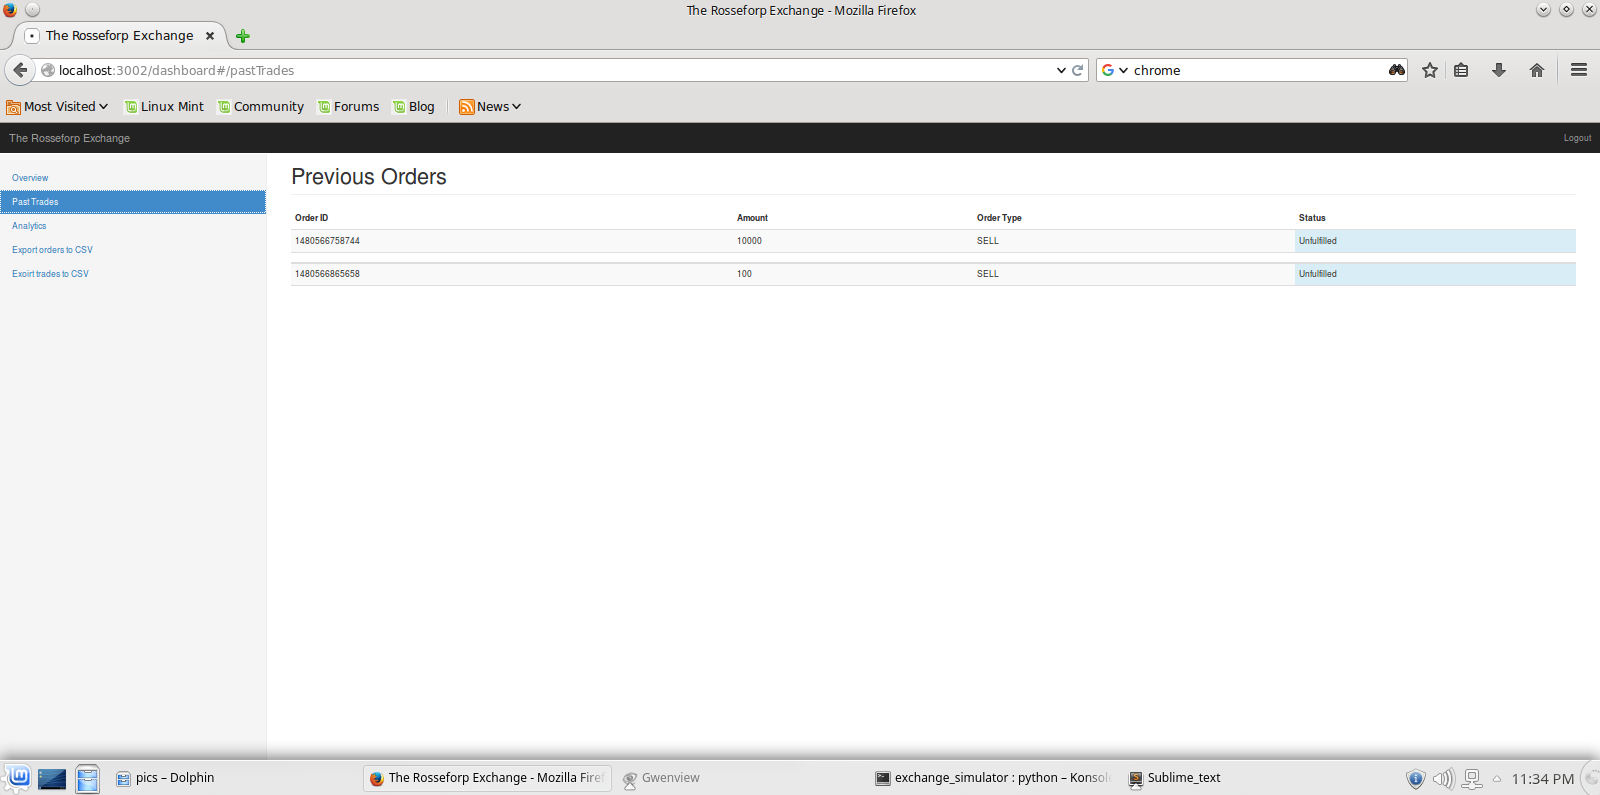 The Rosseforp Exchange - Mozilla Firefox
The Rosseforp Exchange
localhost:3002/dashboard#/pastTrades
chrome
Most Visited
Linux Mint
Community
Forums
Blog
News
The Rosseforp Exchange
Logout
Overview
Past Trades
Analytics
Export orders to CSV
Exoirt trades to CSV
Previous Orders
Order ID Amount Order Type Status
1480566758744 10000 SELL Unfulfilled
1480566865658 100 SELL Unfulfilled
pics – Dolphin
The Rosseforp Exchange - Mozilla Firef
Gwenview
exchange_simulator : python – Konsol
Sublime_text
11:34 PM